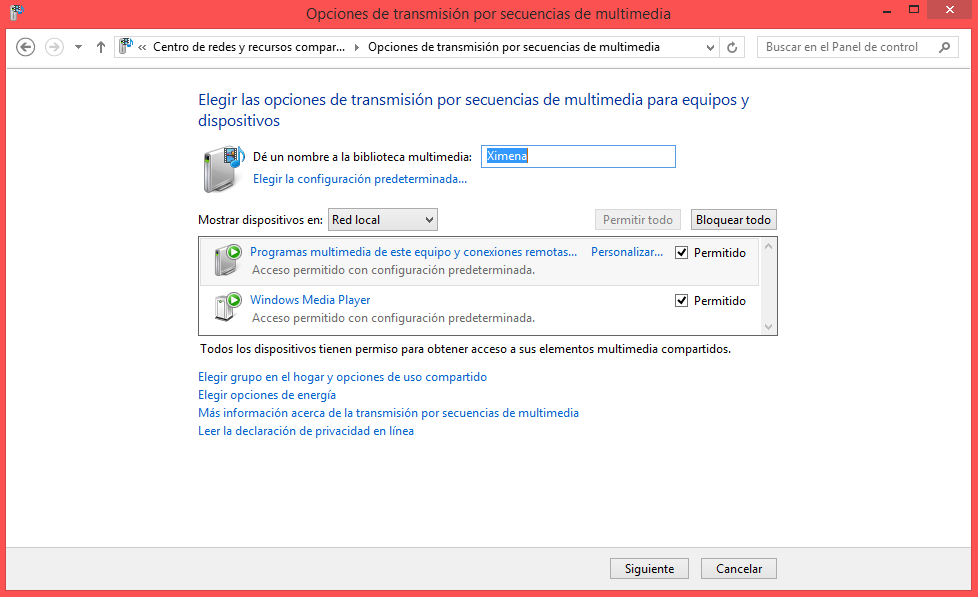 Opciones de transmisión por secuencias de multimedia
« Centro de redes y recursos compar... Opciones de transmisión por secuencias de multimedia
Buscar en el Panel de control
Elegir las opciones de transmisión por secuencias de multimedia para equipos y
dispositivos
Dé un nombre a la biblioteca multimedia: Ximena
Elegir la configuración predeterminada...
Mostrar dispositivos en: Red local Permitir todo Bloquear todo
Programas multimedia de este equipo y conexiones remotas... Personalizar... Permitido
Acceso permitido con configuración predeterminada.
Windows Media Player Permitido
Acceso permitido con configuración predeterminada.
Todos los dispositivos tienen permiso para obtener acceso a sus elementos multimedia compartidos.
Elegir grupo en el hogar y opciones de uso compartido
Elegir opciones de energía
Más información acerca de la transmisión por secuencias de multimedia
Leer la declaración de privacidad en línea
Siguiente Cancelar